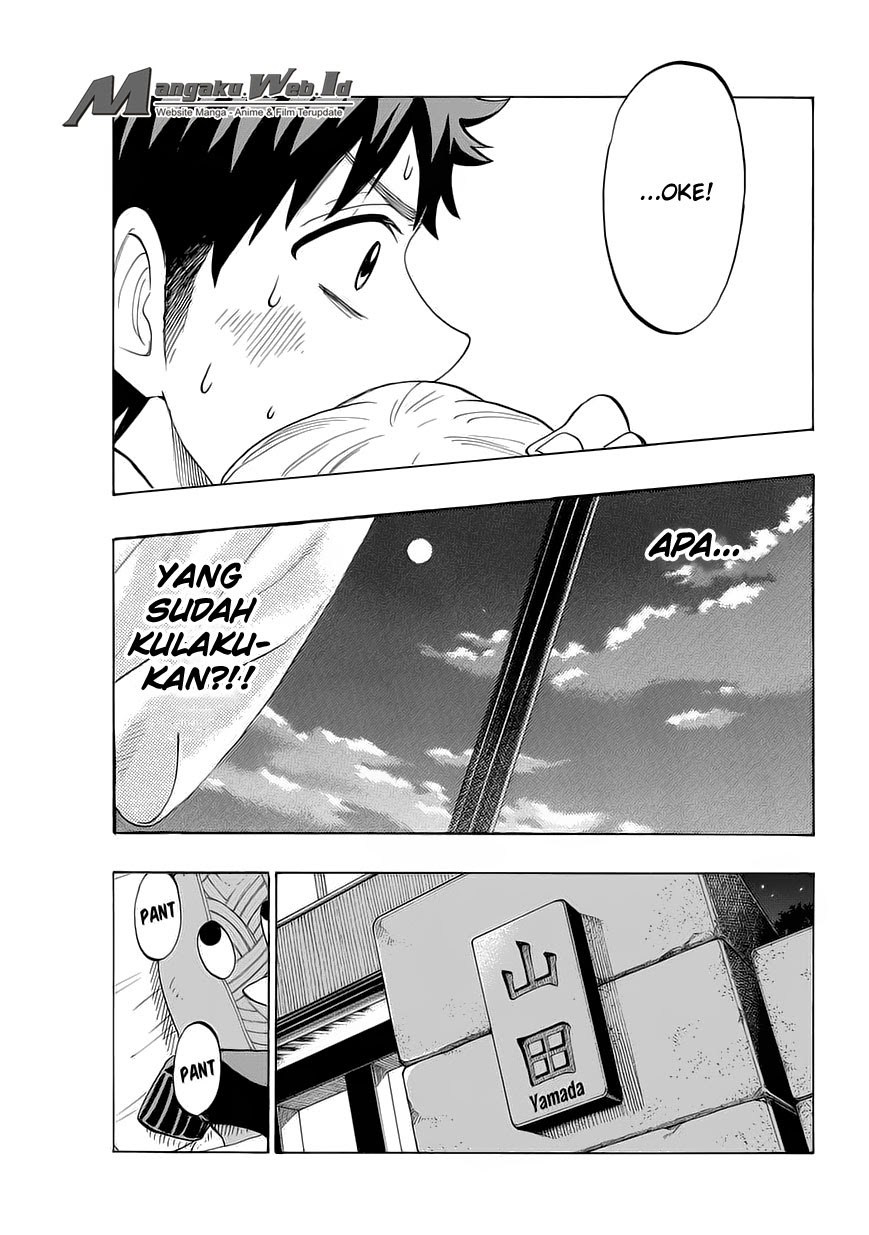 Mangaku.Web.Id
Website Manga - Anime & Film Terupdate
...OKE!
APA...
YANG
SUDAH
KULAKU-
KAN?!!
山
田
Yamada
PANT
PANT